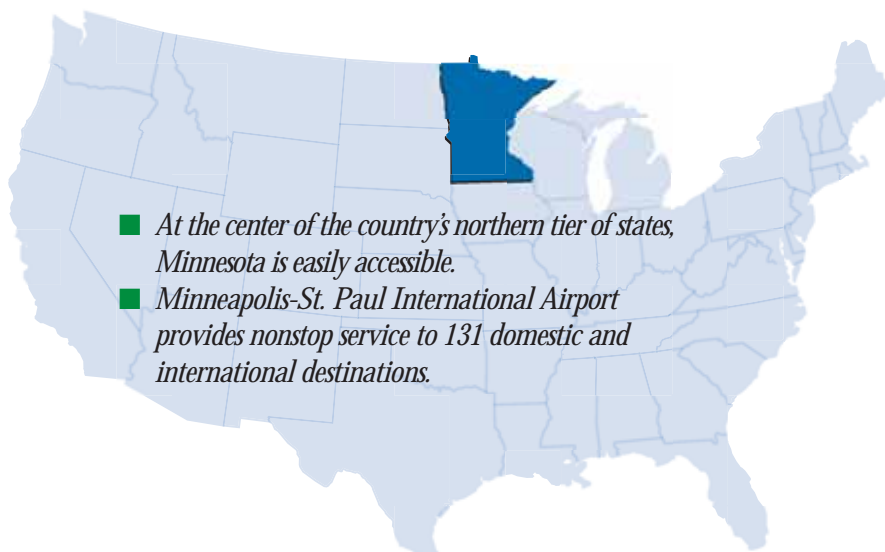 At the center of the country's northern tier of states,
Minnesota is easily accessible.
Minneapolis-St. Paul International Airport
provides nonstop service to 131 domestic and
international destinations.